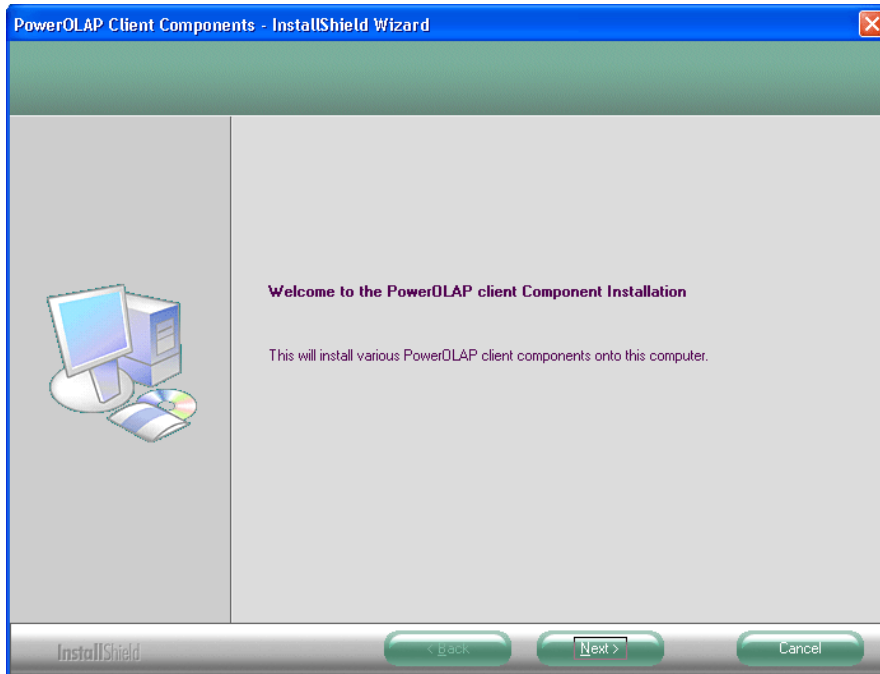 PowerOLAP Client Components - InstallShield Wizard
Welcome to the PowerOLAP client Component Installation
This will install various PowerOLAP client components onto this computer.
InstallShield
< Back
Next >
Cancel